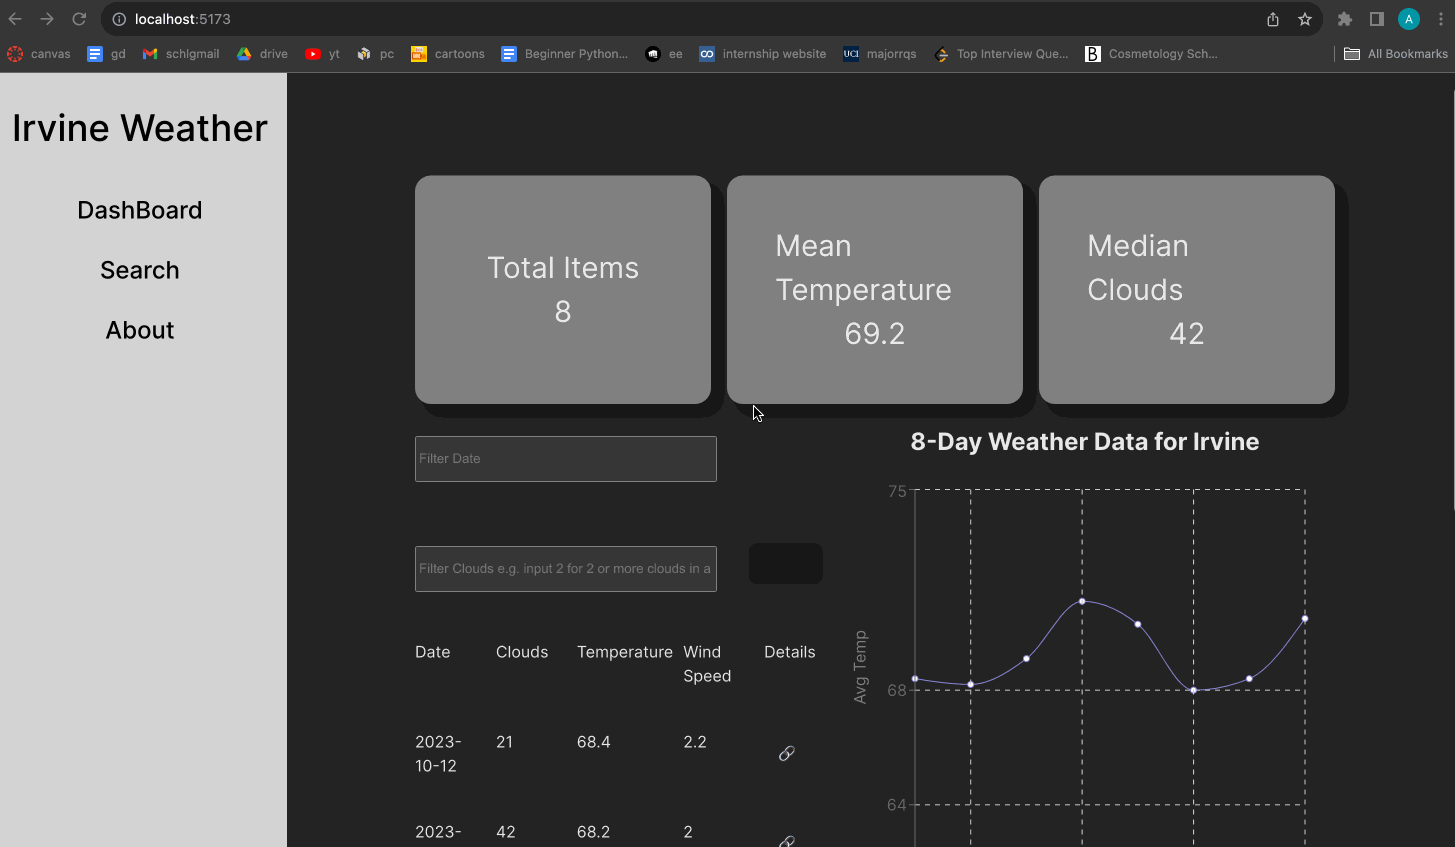 localhost:5173
A
canvas
gd
schlgmail
drive
yt
pc
cartoons
Beginner Python...
ee
internship website
UCI
majorrqs
Top Interview Que...
B
Cosmetology Sch...
All Bookmarks
Irvine Weather
DashBoard
Search
About
Total Items
8
Mean
Temperature
69.2
Median
Clouds
42
Filter Date
Filter Clouds e.g. input 2 for 2 or more clouds in a
Date
Clouds
Temperature
Wind
Speed
Details
2023-
10-12
21
68.4
2.2
2023-
42
68.2
2
8-Day Weather Data for Irvine
75
Avg Temp
68
64